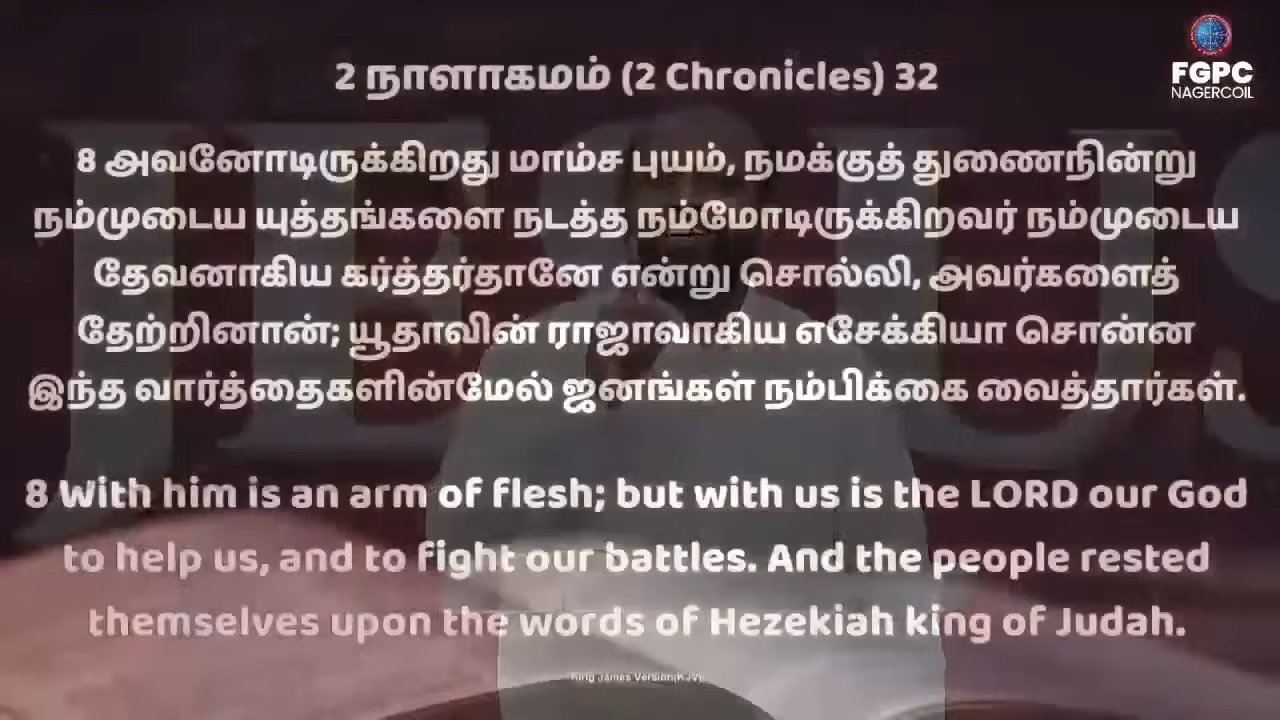 FGPC
NAGERCOIL
2 நாளாகமம் (2 Chronicles) 32
8 அவனோடிருக்கிறது மாம்ச புயம், நமக்குத் துணைநின்று
நம்முடைய யுத்தங்களை நடத்த நம்மோடிருக்கிறவர் நம்முடைய
தேவனாகிய கர்த்தர்தானே என்று சொல்லி, அவர்களைத்
தேற்றினான்; யூதாவின் ராஜாவாகிய எசேக்கியா சொன்ன
இந்த வார்த்தைகளின்மேல் ஜனங்கள் நம்பிக்கை வைத்தார்கள்.
8 With him is an arm of flesh; but with us is the LORD our God
to help us, and to fight our battles. And the people rested
themselves upon the words of Hezekiah king of Judah.
King James Version(KJV)
JESUS